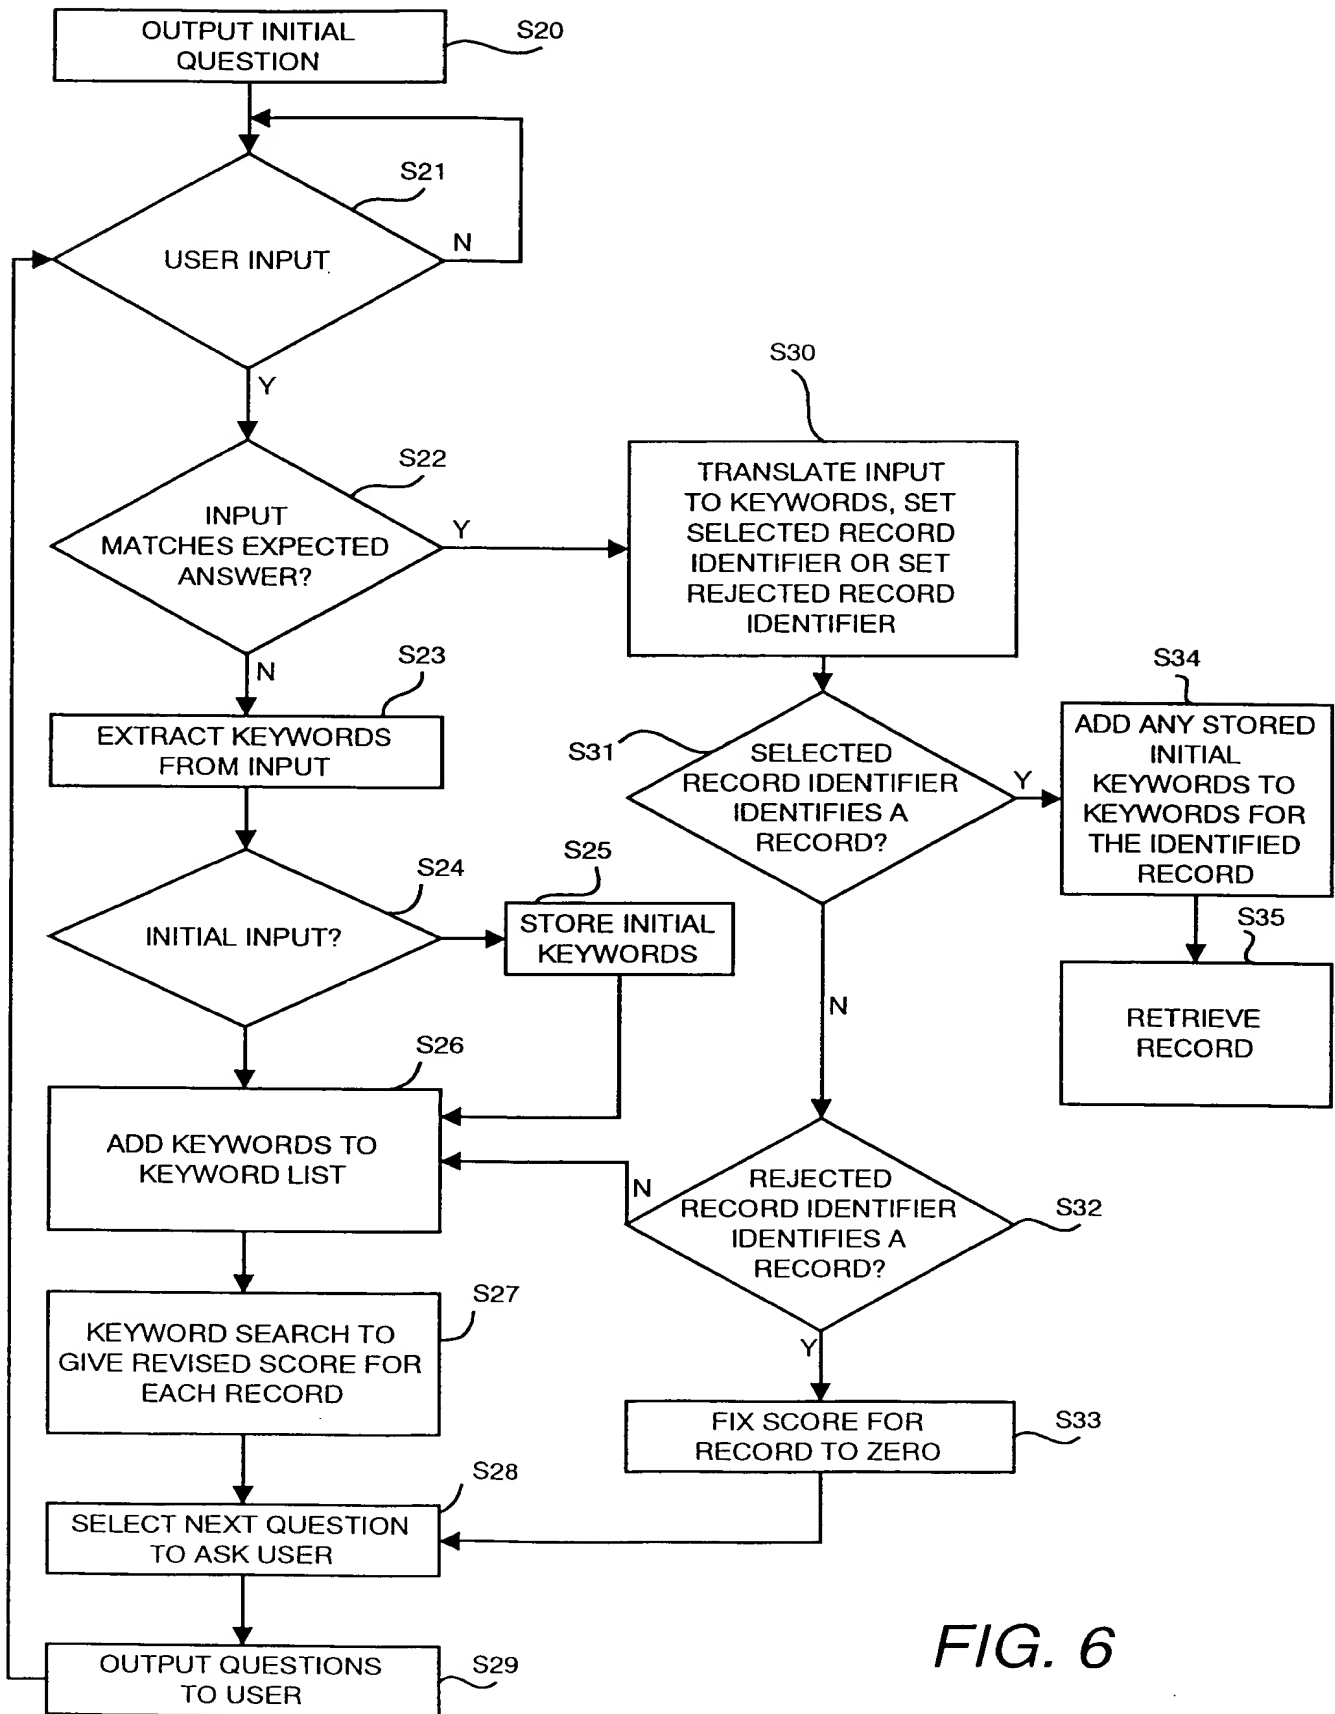 OUTPUT INITIAL
QUESTION
S20
S21
USER INPUT
N
Y
S22
INPUT
MATCHES EXPECTED
ANSWER?
Y
N
S30
TRANSLATE INPUT
TO KEYWORDS, SET
SELECTED RECORD
IDENTIFIER OR SET
REJECTED RECORD
IDENTIFIER
S23
EXTRACT KEYWORDS
FROM INPUT
S31
SELECTED
RECORD IDENTIFIER
IDENTIFIES A
RECORD?
Y
N
S34
ADD ANY STORED
INITIAL
KEYWORDS TO
KEYWORDS FOR
THE IDENTIFIED
RECORD
S24
INITIAL INPUT?
S25
STORE INITIAL
KEYWORDS
S35
RETRIEVE
RECORD
S26
ADD KEYWORDS TO
KEYWORD LIST
N
REJECTED
RECORD IDENTIFIER
IDENTIFIES A
RECORD?
S32
Y
S27
KEYWORD SEARCH TO
GIVE REVISED SCORE FOR
EACH RECORD
FIX SCORE FOR
RECORD TO ZERO
S33
S28
SELECT NEXT QUESTION
TO ASK USER
OUTPUT QUESTIONS
TO USER
S29
FIG. 6